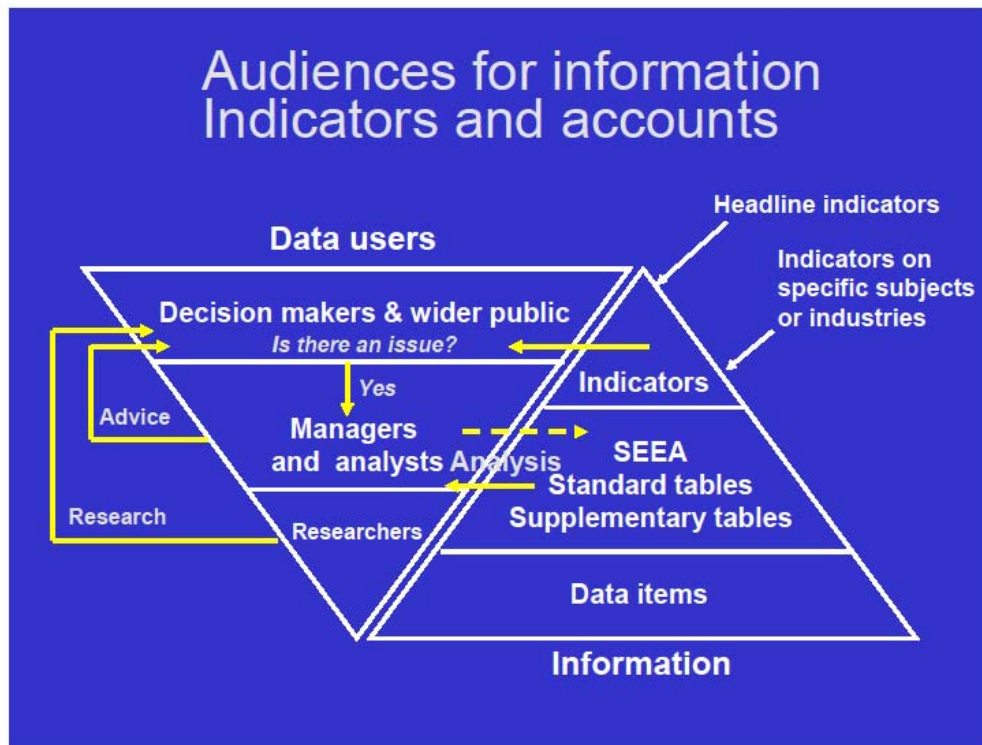 Audiences for information
Indicators and accounts
Headline indicators
Data users
Indicators on
specific subjects
or industries
Decision makers & wider public
Is there an issue?
Indicators
Yes
Advice
Managers
and analysts Analysis
SEEA
Standard tables
Supplementary tables
Research
Researchers
Data items
Information